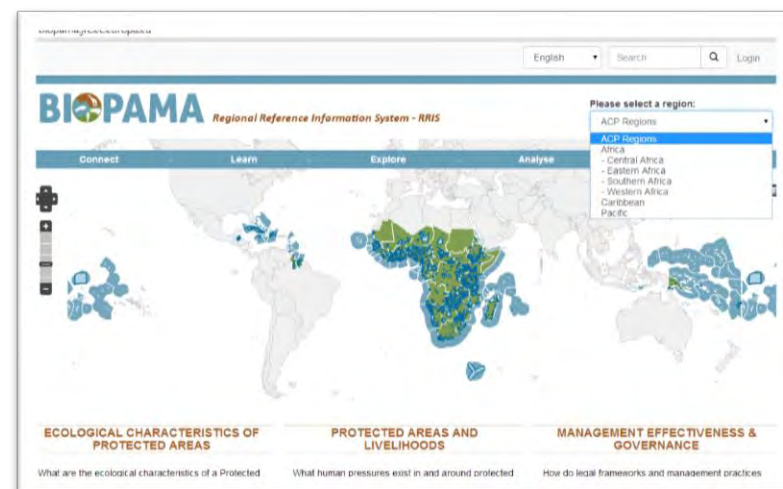 English Search Login
BIOPAMA Regional Reference Information System - RRIS
Please select a region:
ACP Regions
ACP Regions
Africa
- Central Africa
- Eastern Africa
- Southern Africa
- Western Africa
Caribbean
Pacific
Connect Learn Explore Analyse
ECOLOGICAL CHARACTERISTICS OF
PROTECTED AREAS
PROTECTED AREAS AND
LIVELIHOODS
MANAGEMENT EFFECTIVENESS &
GOVERNANCE
What are the ecological characteristics of a Protected
What human pressures exist in and around protected
How do legal frameworks and management practices